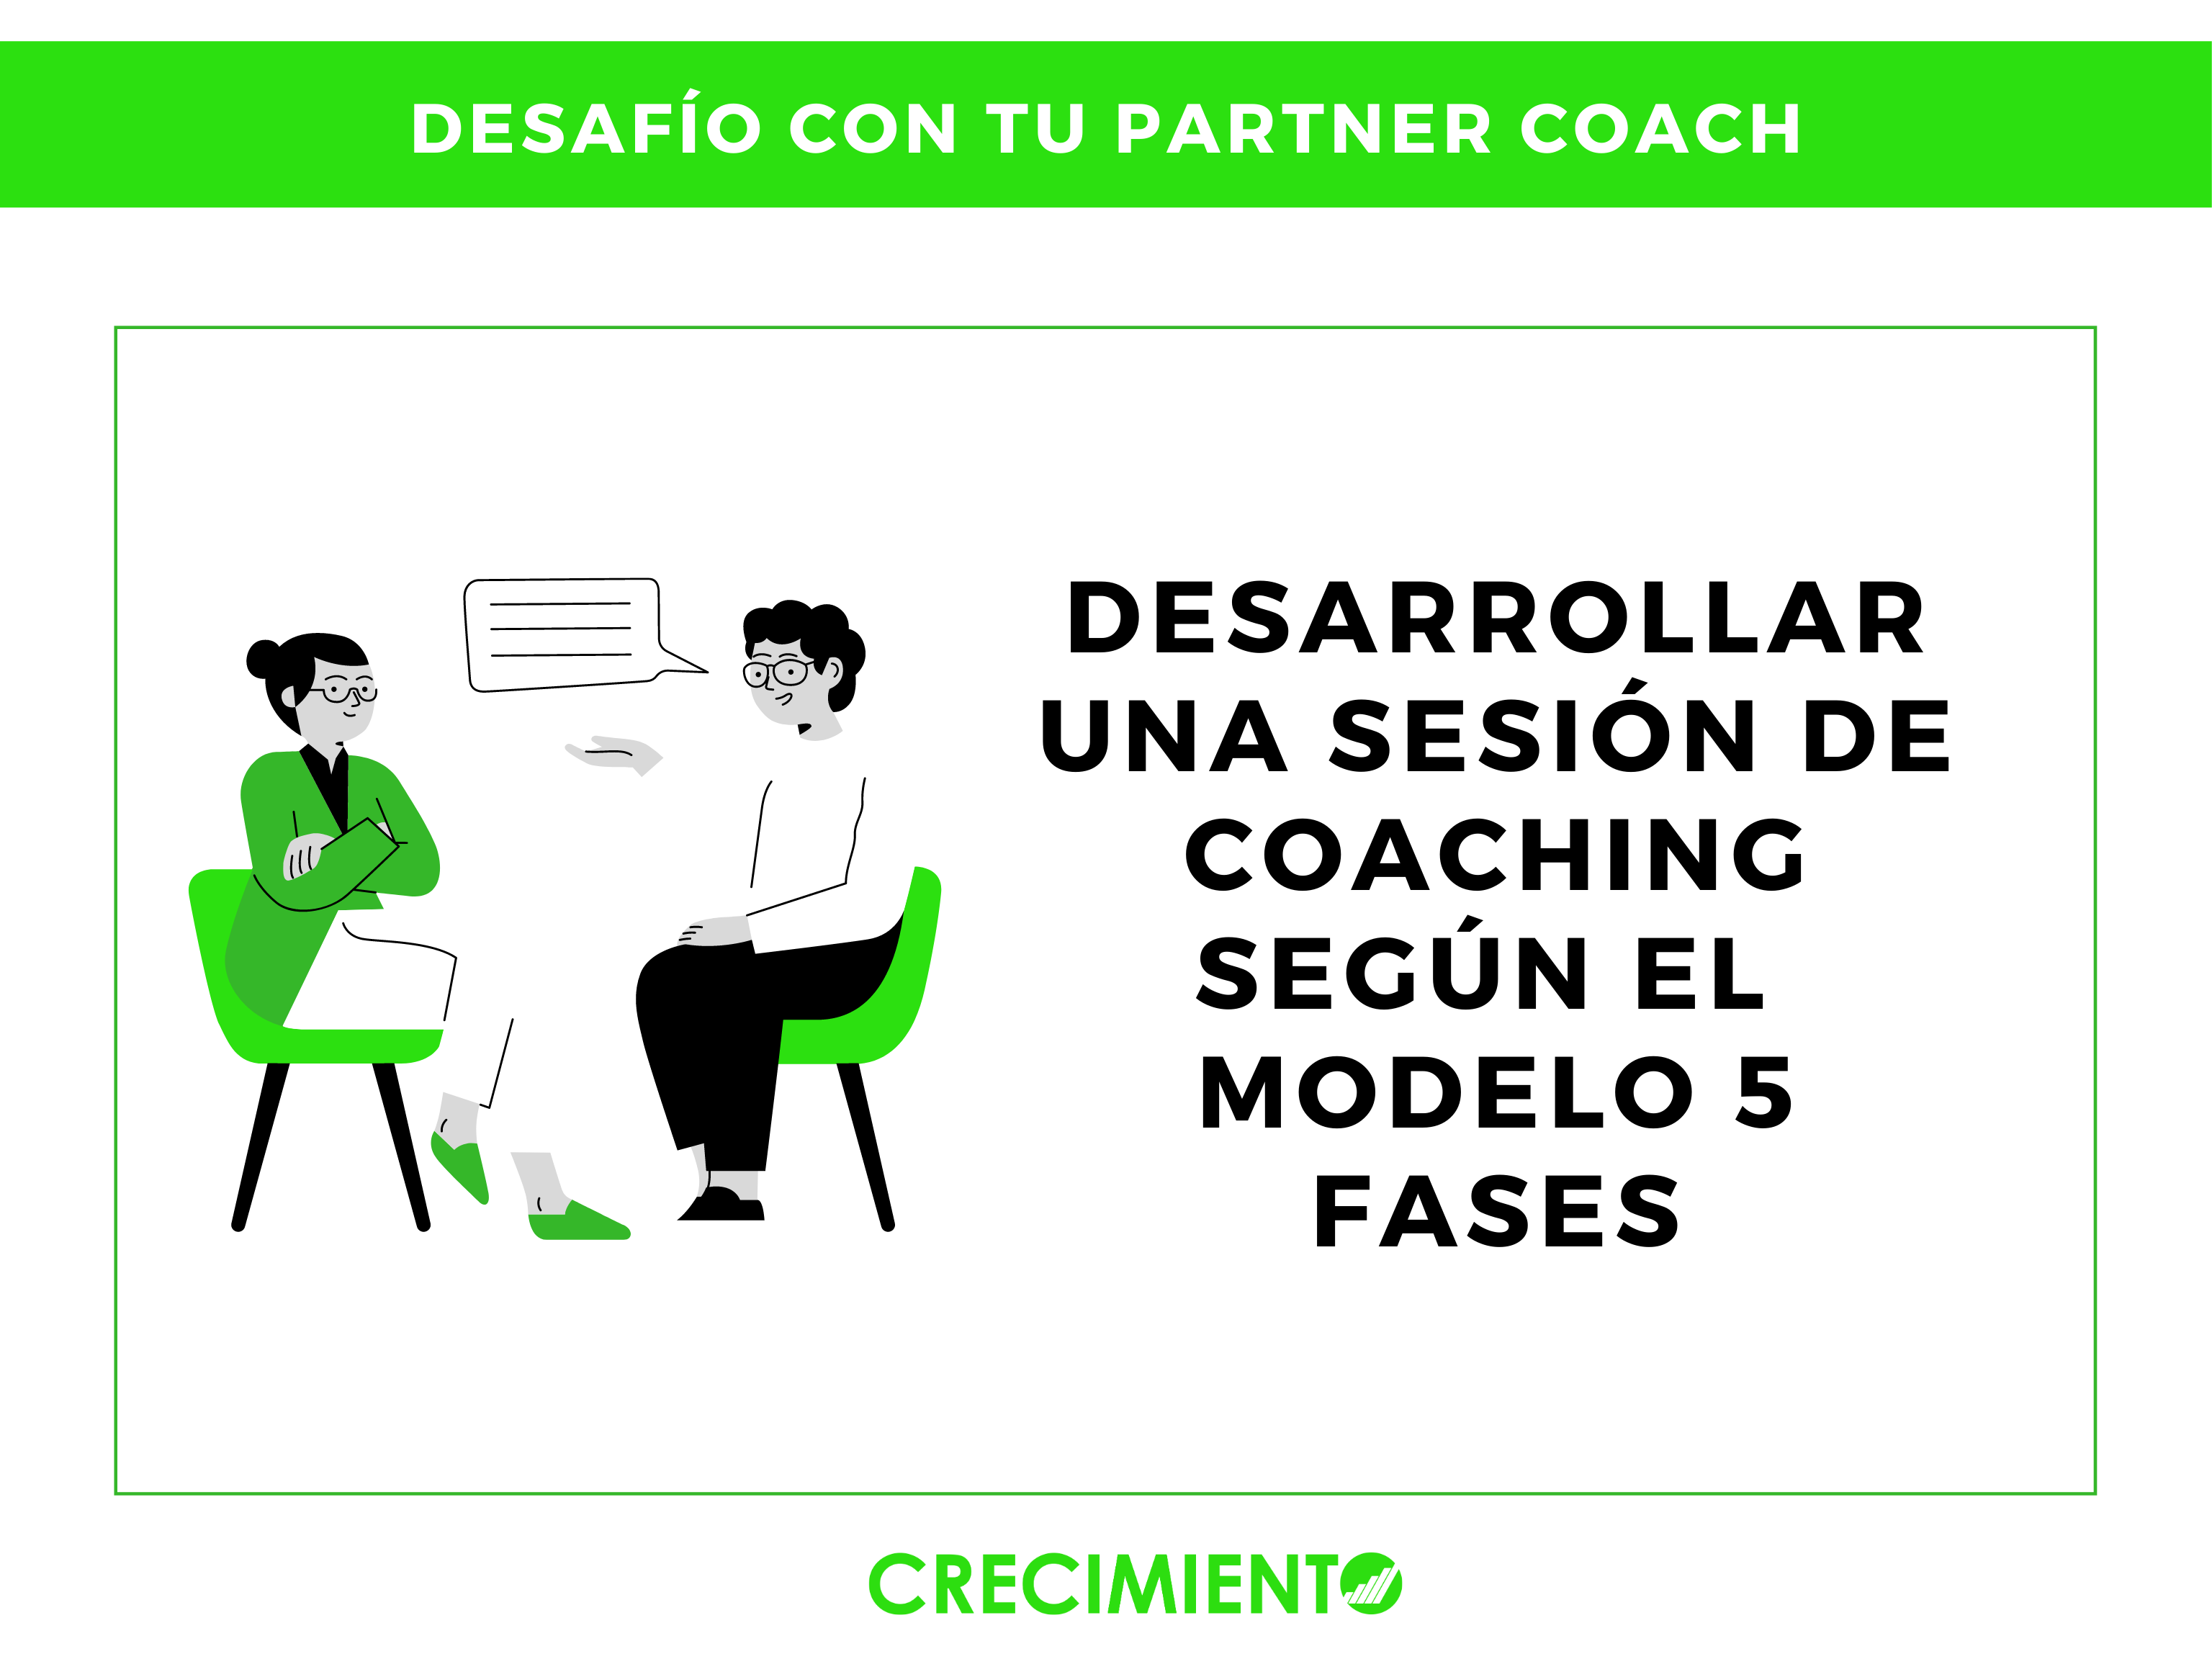 DESAFÍO CON TU PARTNER COACH
DESARROLLAR
UNA SESIÓN DE
COACHING
SEGÚN EL
MODELO 5
FASES
CRECIMIENTO